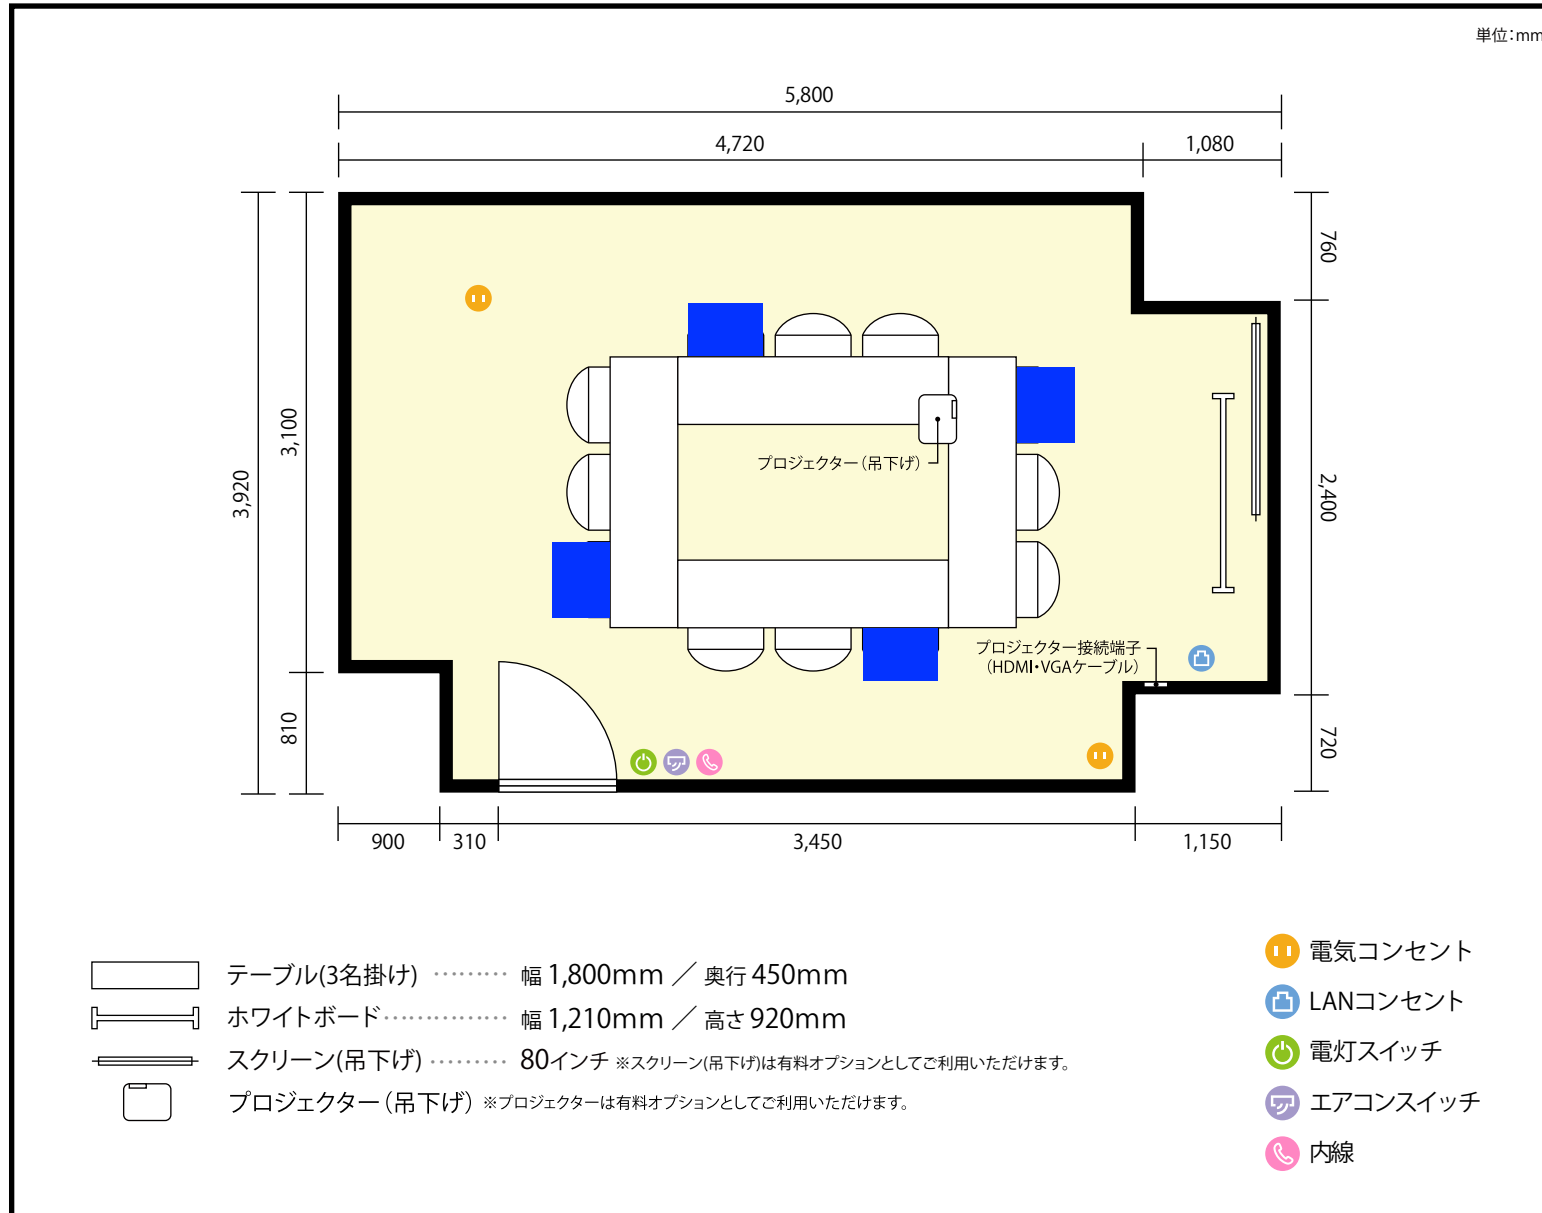 単位：mm
5,800
4,720
1,080
760
3,920
3,100
2,400
プロジェクター（吊下げ）
プロジェクター接続端子
（HDMI・VGAケーブル）
810
720
900
310
3,450
1,150
テーブル(3名掛け) ········· 幅 1,800mm ／ 奥行 450mm
ホワイトボード·············· 幅 1,210mm ／ 高さ 920mm
スクリーン(吊下げ) ········· 80インチ ※スクリーン(吊下げ)は有料オプションとしてご利用いただけます。
プロジェクター（吊下げ） ※プロジェクターは有料オプションとしてご利用いただけます。
電気コンセント
LANコンセント
電灯スイッチ
エアコンスイッチ
内線